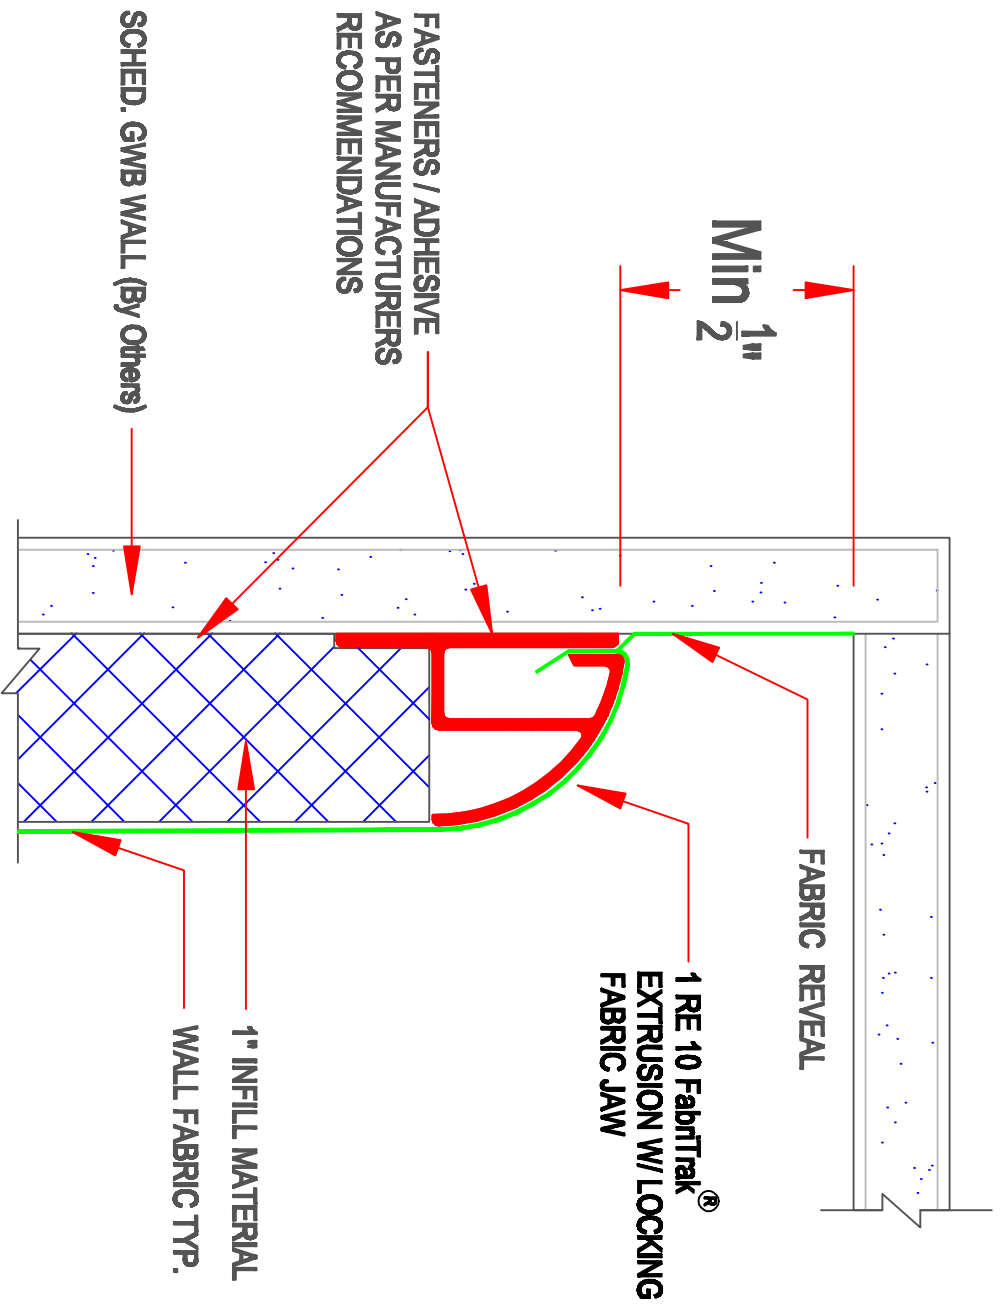 SCHED. GWB WALL (By Others)
FASTENERS / ADHESIVE
AS PER MANUFACTURERS
RECOMMENDATIONS
Min 1/2"
FABRIC REVEAL
1 RE 10 FabriTrak®
EXTRUSION W/ LOCKING
FABRIC JAW
1" INFILL MATERIAL
WALL FABRIC TYP.